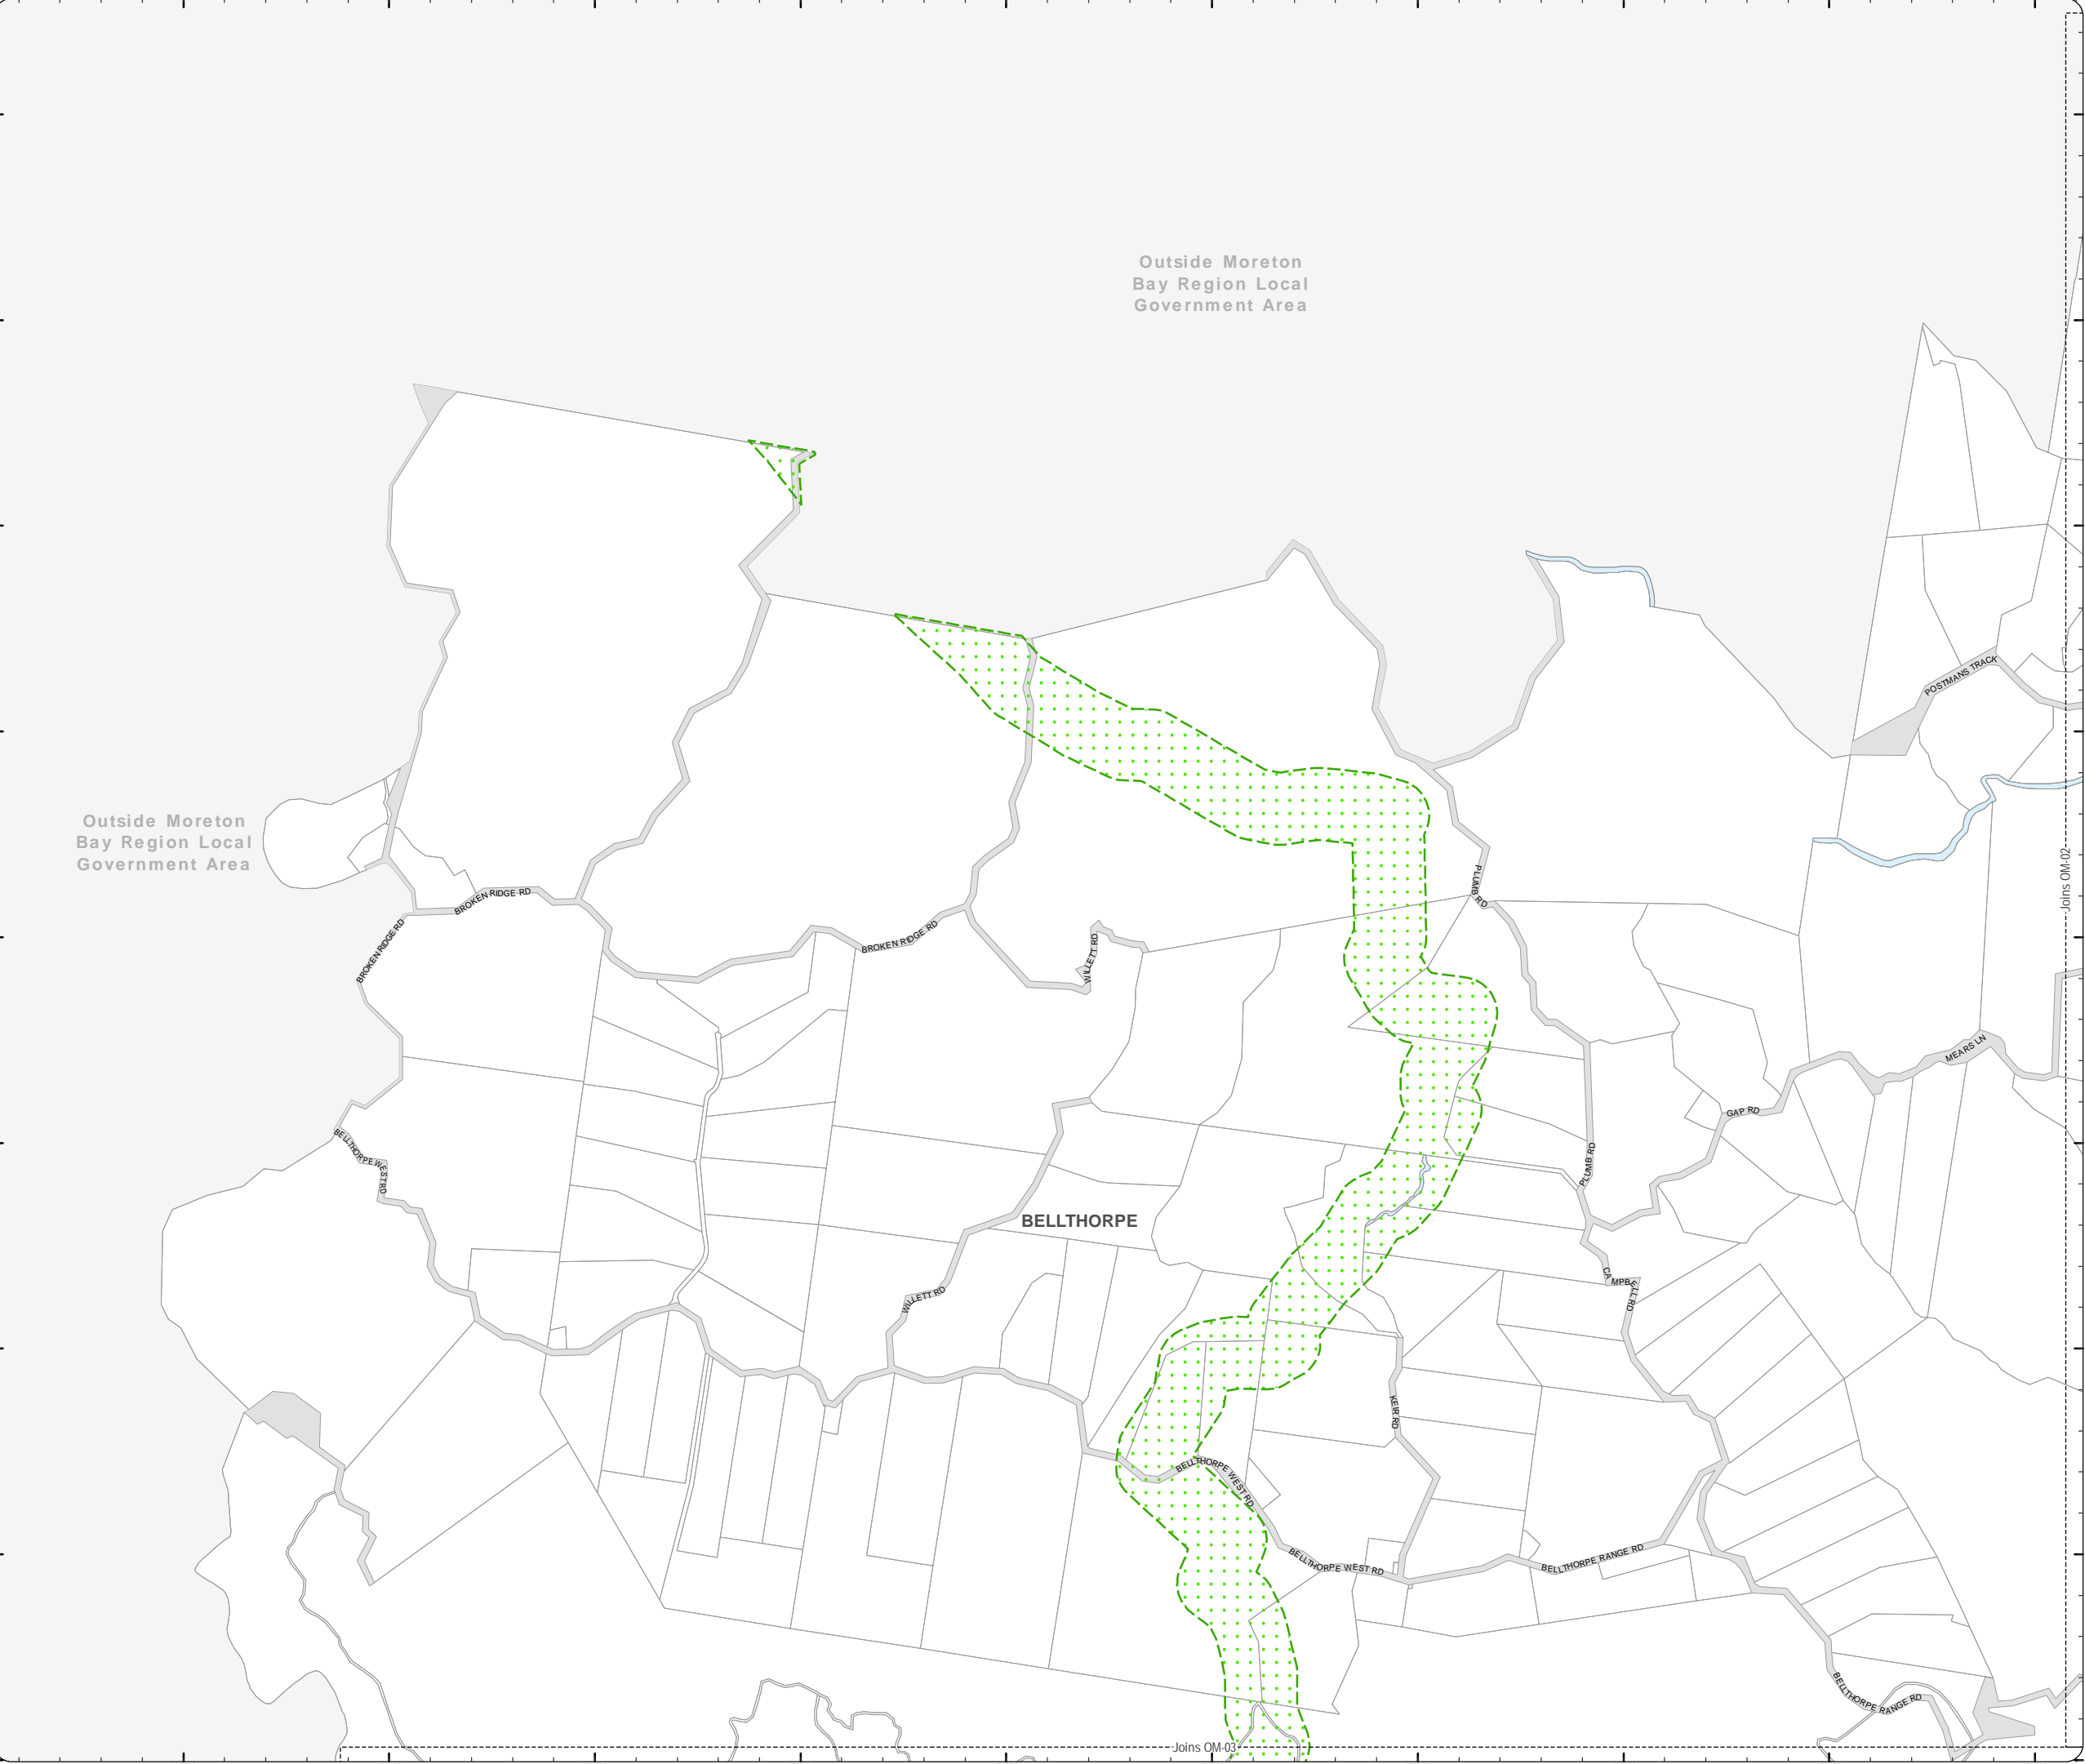 Outside Moreton
Bay Region Local
Government Area
POSTMANS TRACK
Outside Moreton
Bay Region Local
Government Area
Joins OM-02
PLUMB RD
BROKEN RIDGE RD
BROKEN RIDGE RD
BROKEN RIDGE RD
WILLETT RD
MEARS LN
GAP RD
BELLTHORPE WEST RD
PLUMB RD
BELLTHORPE
CAMPBELL RD
WILLETT RD
KEIR RD
BELLTHORPE WEST RD
BELLTHORPE WEST RD
BELLTHORPE RANGE RD
BELLTHORPE RANGE RD
Joins OM-03